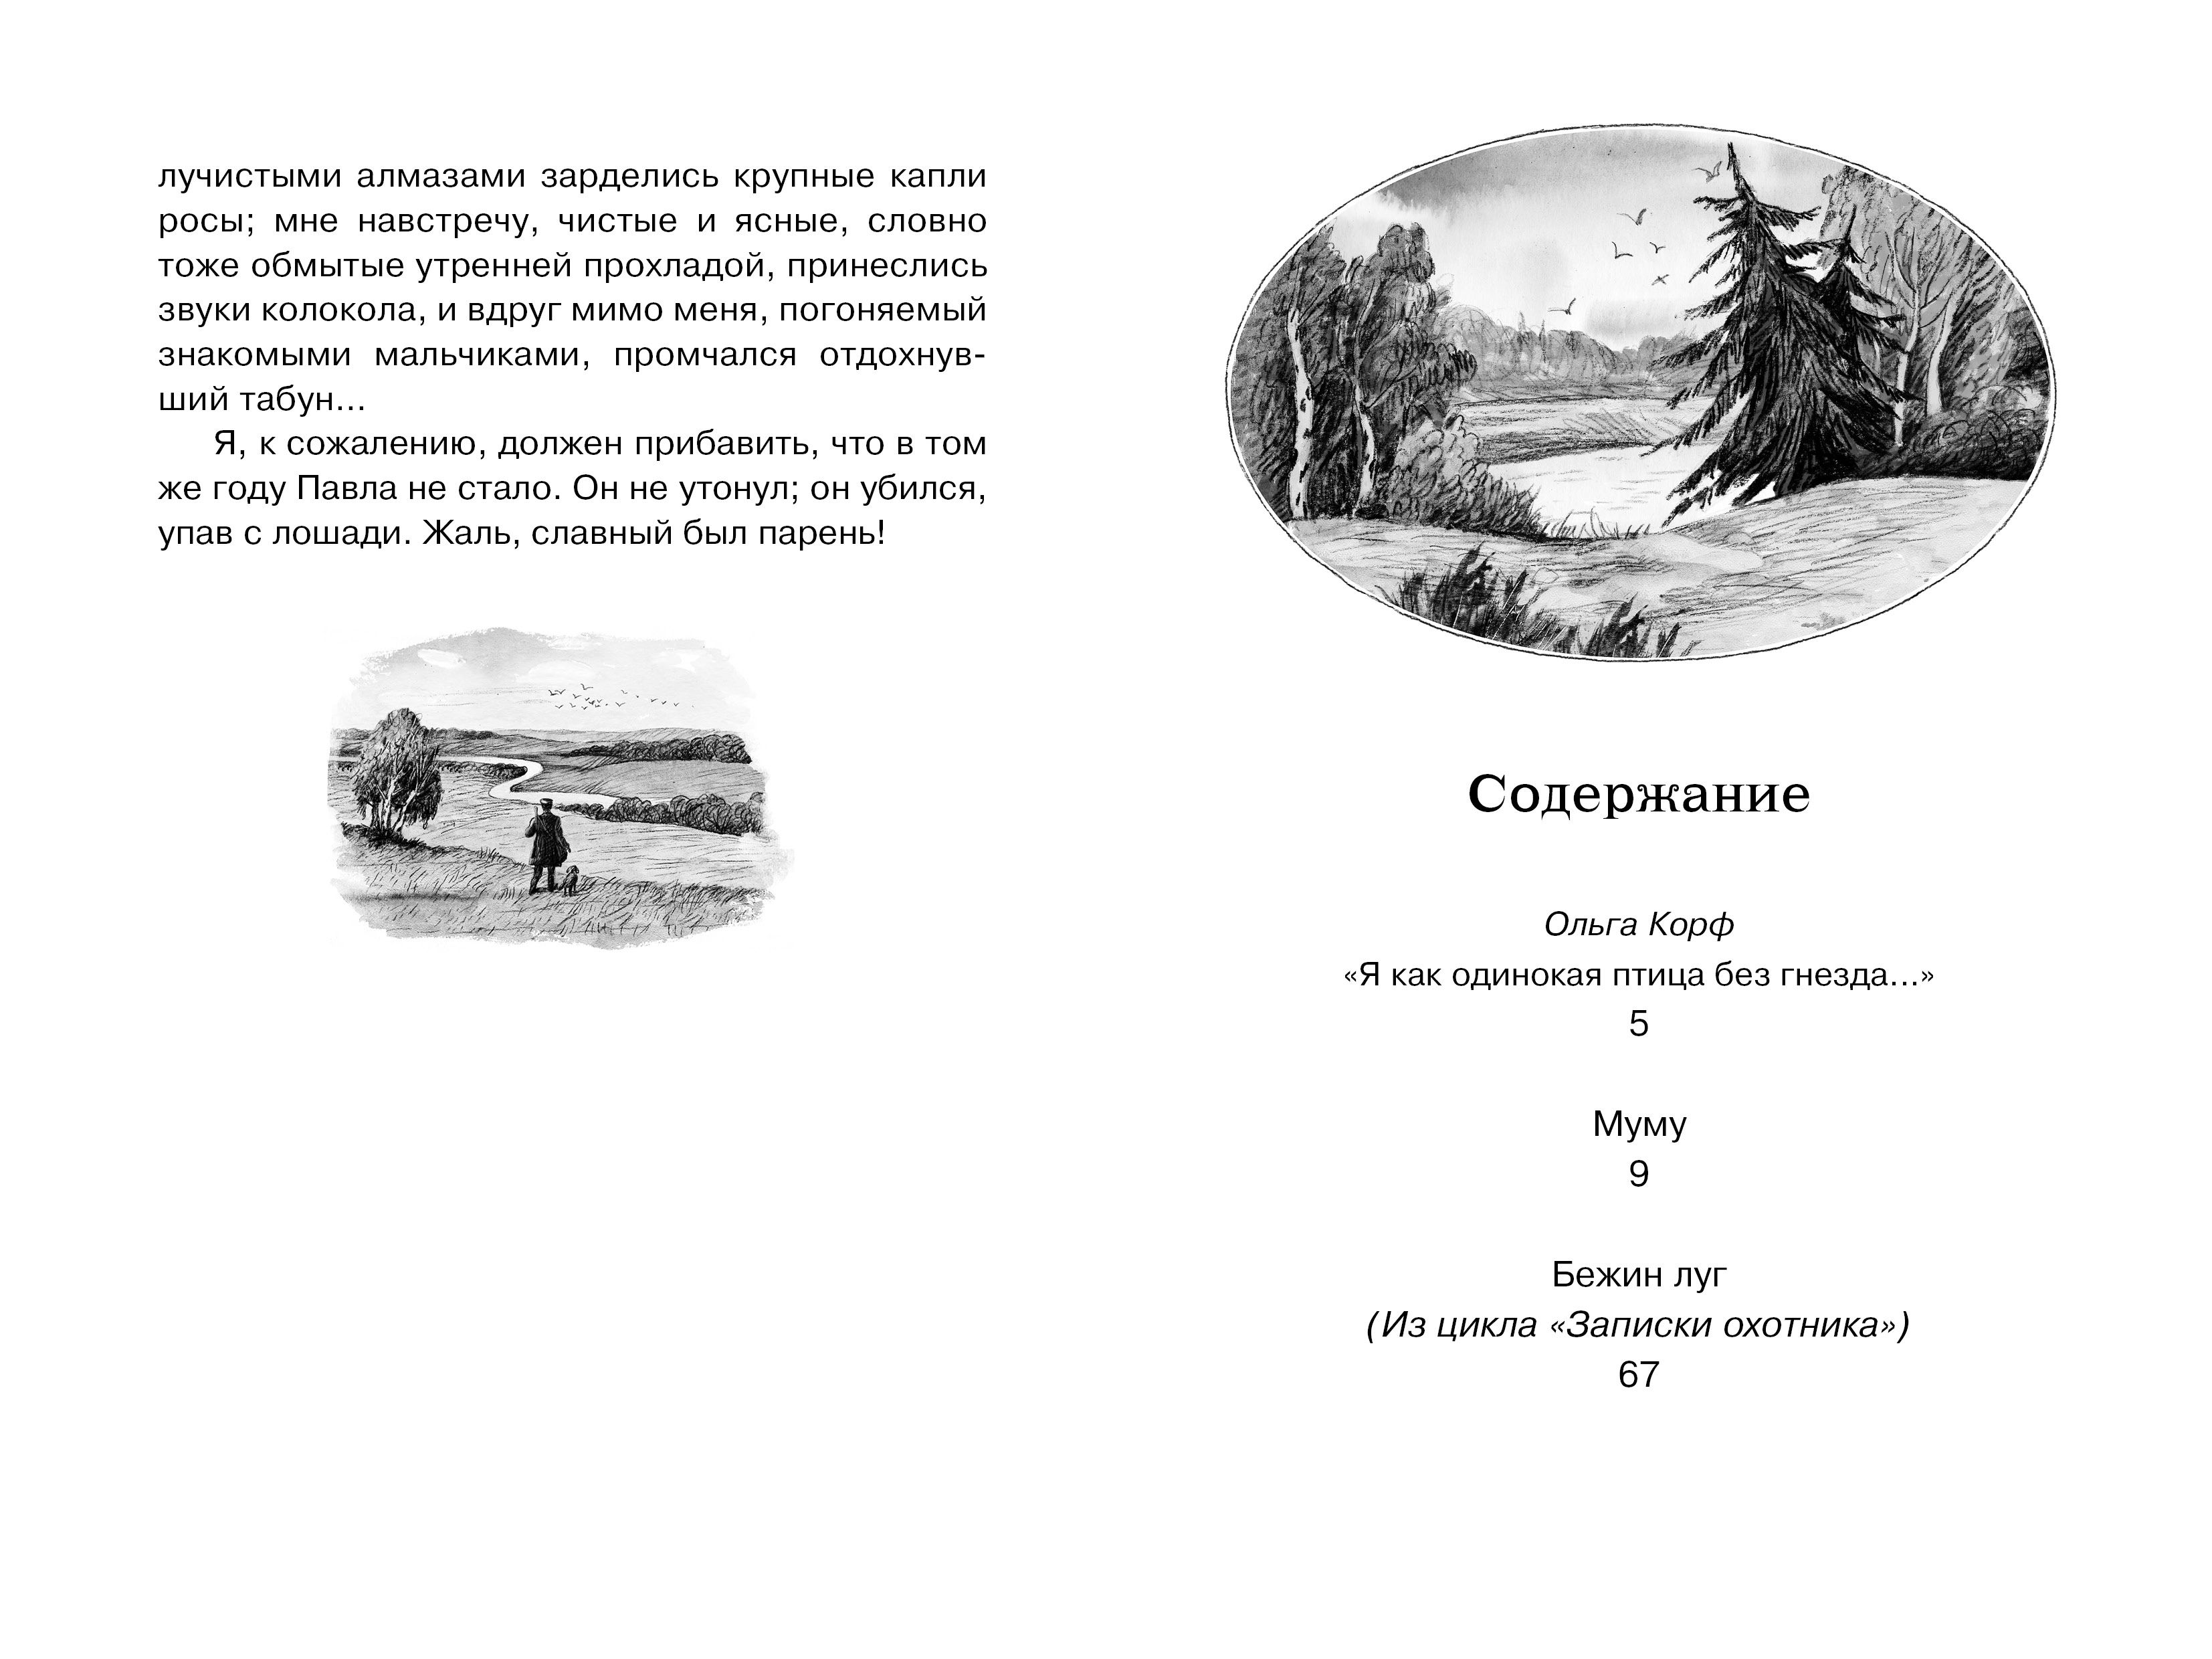 лучистыми алмазами зарделись крупные капли
росы; мне навстречу, чистые и ясные, словно
тоже обмытые утренней прохладой, принеслись
звуки колокола, и вдруг мимо меня, погоняемый
знакомыми мальчиками, промчался отдохнув-
ший табун...
Я, к сожалению, должен прибавить, что в том
же году Павла не стало. Он не утонул; он убился,
упав с лошади. Жаль, славный был парень!
Содержание
Ольга Корф
«Я как одинокая птица без гнезда...»
5
Муму
9
Бежин луг
(Из цикла «Записки охотника»)
67